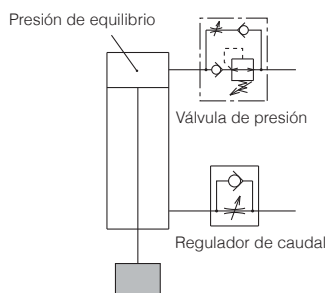 Presión de equilibrio
Válvula de presión
Regulador de caudal